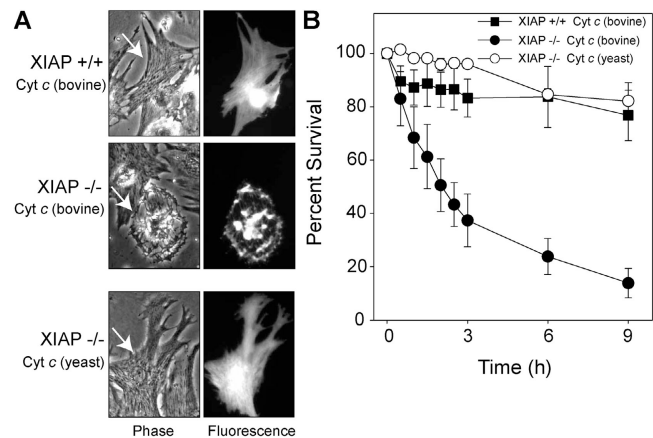 A
XIAP +/+
Cyt c (bovine)
XIAP -/-
Cyt c (bovine)
XIAP -/-
Cyt c (yeast)
Phase
Fluorescence
B
XIAP +/+ Cyt c (bovine)
XIAP -/- Cyt c (bovine)
XIAP -/- Cyt c (yeast)
Percent Survival
100
80
60
40
20
0
0
3
6
9
Time (h)